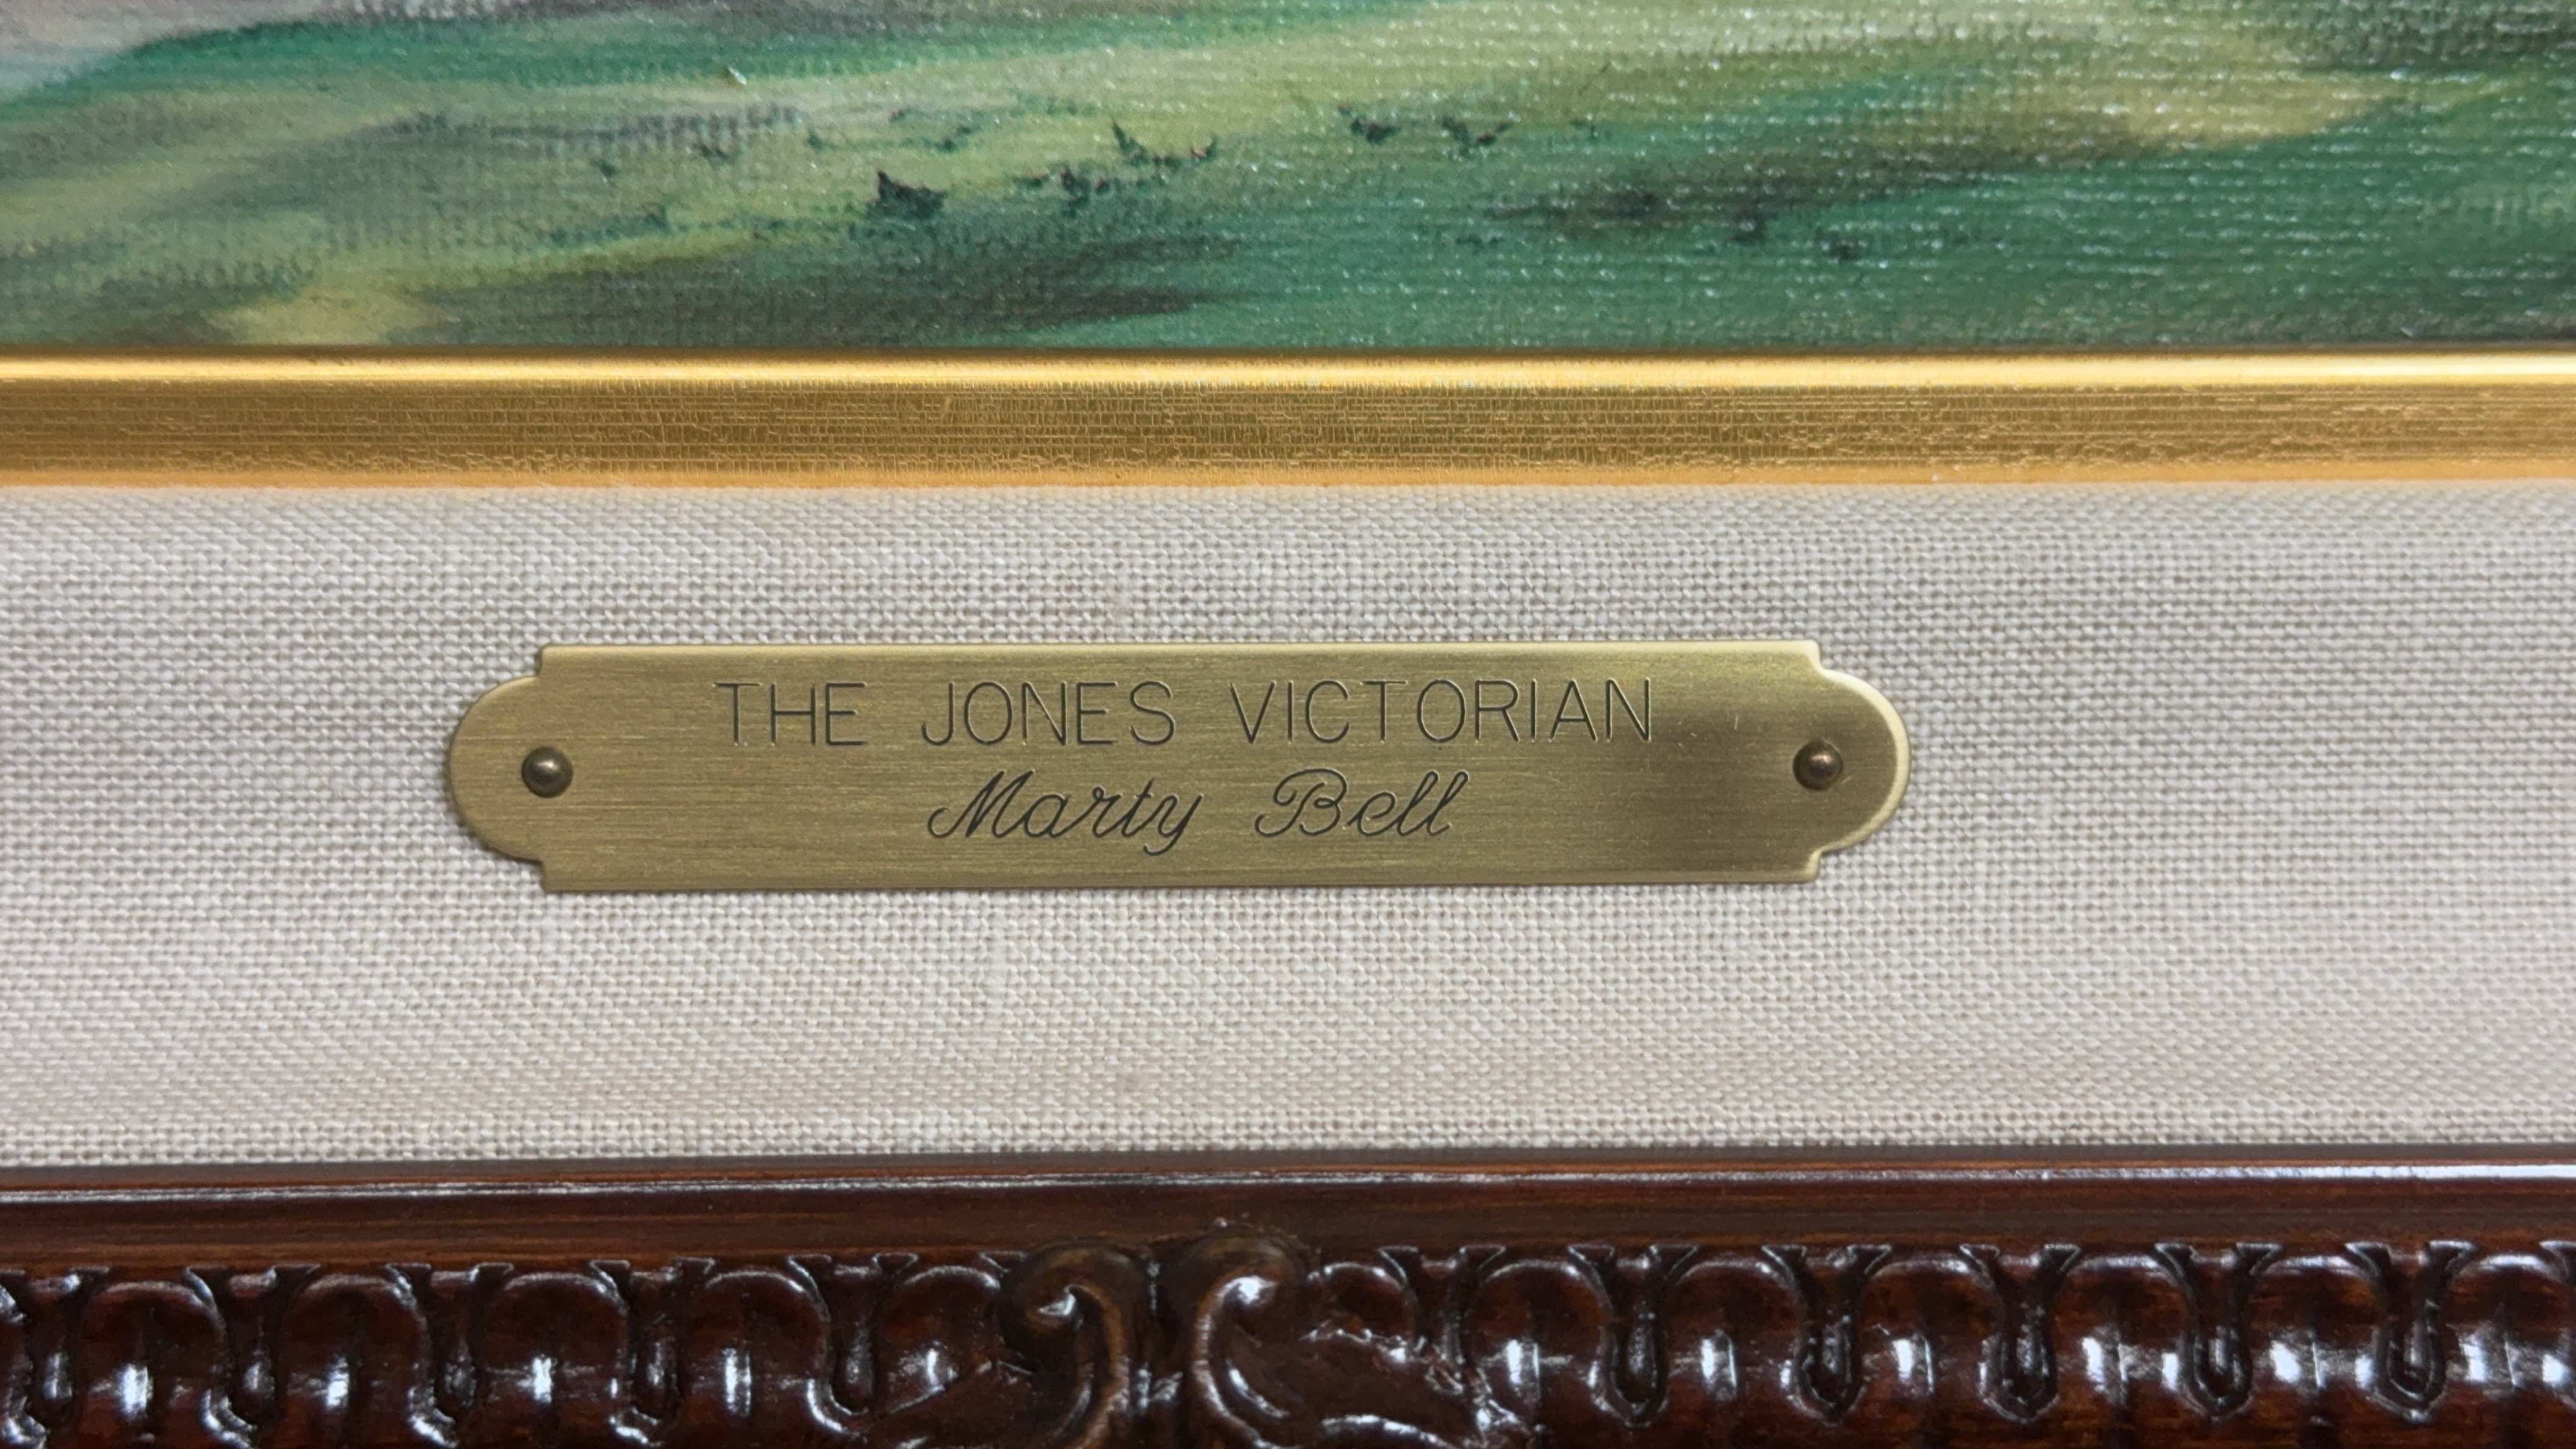 THE JONES VICTORIAN
Marty Bell